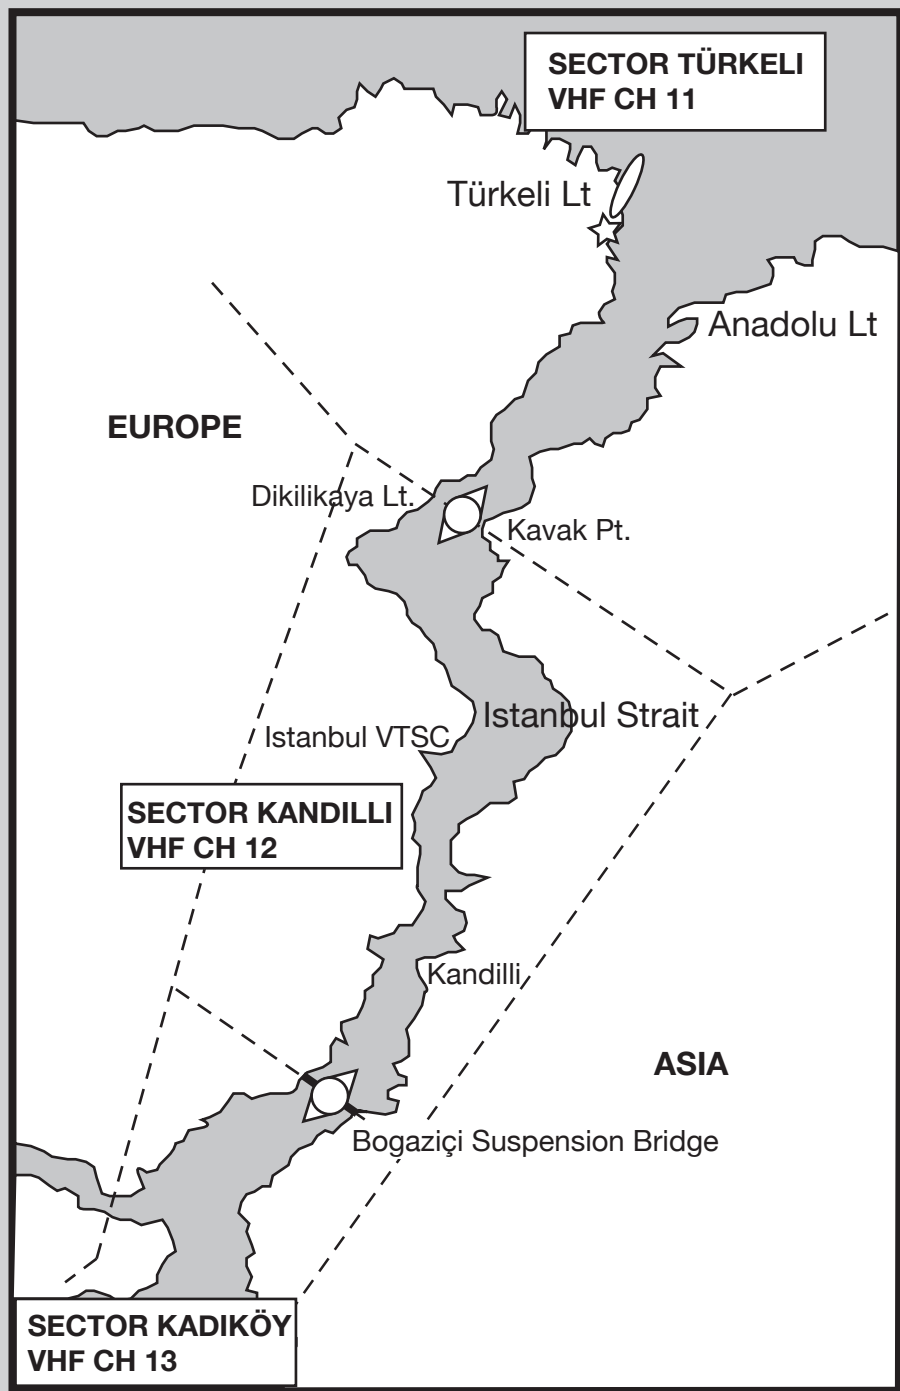 SECTOR TÜRKELI
VHF CH 11
Türkeli Lt
Anadolu Lt
EUROPE
Dikilikaya Lt.
Kavak Pt.
Istanbul Strait
Istanbul VTSC
SECTOR KANDILLI
VHF CH 12
Kandilli
ASIA
Bogaziçi Suspension Bridge
SECTOR KADIKÖY
VHF CH 13